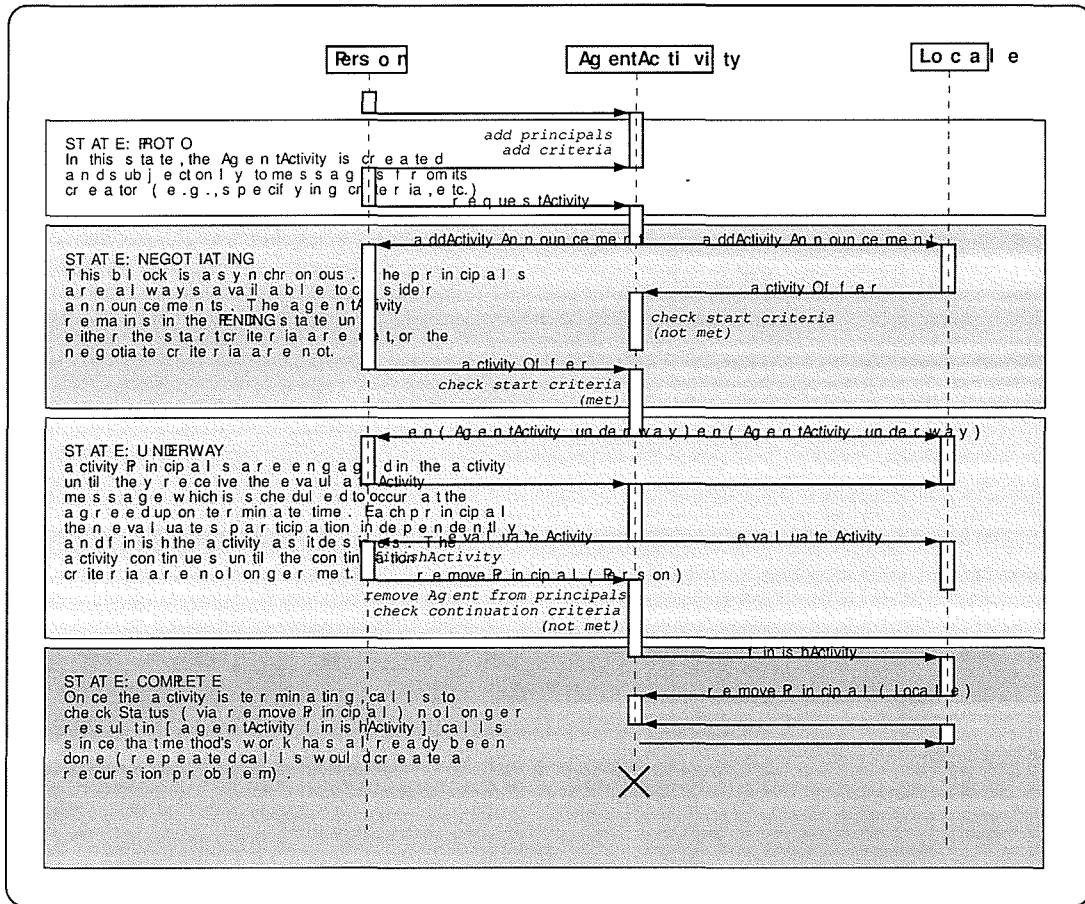 Person AgentActivity Locale
add principals
add criteria
STATE: PROTO
In this state, the AgentActivity is created
and subject only to messages from its
creator (e.g., specifying criteria, etc.)
requestActivity
addActivityAnnouncement addActivityAnnouncement
STATE: NEGOTIATING
This block is asynchronous. The principals
are always available to consider
announcements. The agentActivity
remains in the PENDING state until
either the start criteria are met, or the
negotiate criteria are not.
activityOffer
check start criteria
(not met)
activityOffer
check start criteria
(met)
en(AgentActivity underway) en(AgentActivity underway)
STATE: UNDERWAY
activityPrincipals are engaged in the activity
until they receive the evaulateActivity
message which is scheduled to occur at the
agreed upon terminate time. Each principal
then evaluates participation independently,
and finishes the activity as it desires. The
activity continues until the continuation
criteria are no longer met.
evaluateActivity evaluateActivity
finishActivity
removePrincipal(Person)
remove Agent from principals
check continuation criteria
(not met)
finishActivity
STATE: COMPLETE
Once the activity is terminating, calls to
checkStatus (via removePrincipal) no longer
result in [agentActivity finishActivity] calls
since that method's work has already been
done (repeated calls would create a
recursion problem).
removePrincipal(Locale)